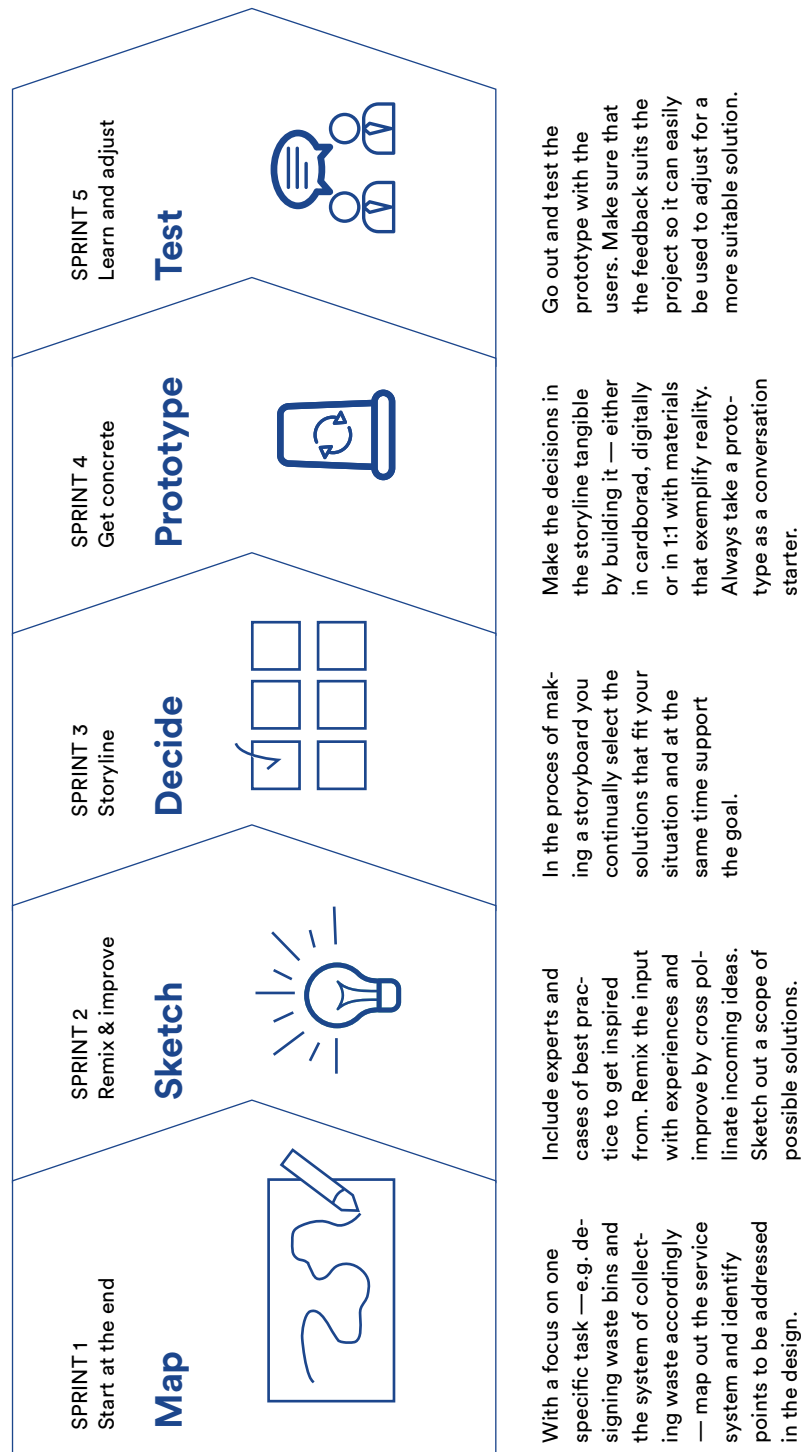 SPRINT 1
Start at the end
Map
With a focus on one
specific task —e.g. de-
signing waste bins and
the system of collect-
ing waste accordingly
— map out the service
system and identify
points to be addressed
in the design.
SPRINT 2
Remix & improve
Sketch
Include experts and
cases of best prac-
tice to get inspired
from. Remix the input
with experiences and
improve by cross pol-
linate incoming ideas.
Sketch out a scope of
possible solutions.
SPRINT 3
Storyline
Decide
In the proces of mak-
ing a storyboard you
continually select the
solutions that fit your
situation and at the
same time support
the goal.
SPRINT 4
Get concrete
Prototype
Make the decisions in
the storyline tangible
by building it — either
in cardborad, digitally
or in 1:1 with materials
that exemplify reality.
Always take a proto-
type as a conversation
starter.
SPRINT 5
Learn and adjust
Test
Go out and test the
prototype with the
users. Make sure that
the feedback suits the
project so it can easily
be used to adjust for a
more suitable solution.